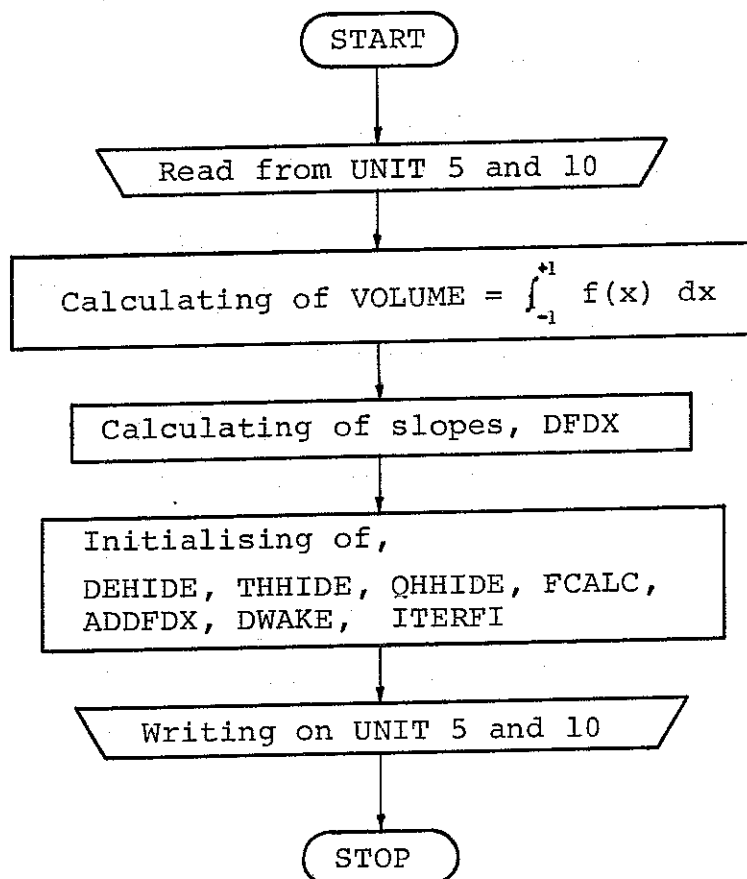 START
Read from UNIT 5 and 10
Calculating of VOLUME = ∫₋₁⁺¹ f(x) dx
Calculating of slopes, DFDX
Initialising of,
DEHIDE, THHIDE, QHHIDE, FCALC,
ADDFDX, DWAKE, ITERFI
Writing on UNIT 5 and 10
STOP